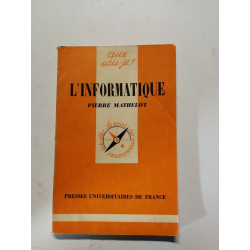 que
sais-je?
L'INFORMATIQUE
PIERRE MATHELOT
PRESSES UNIVERSITAIRES DE FRANCE